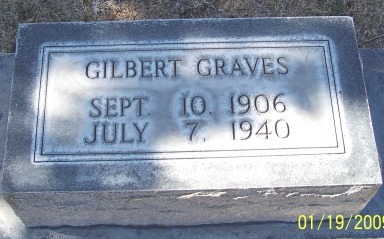 GILBERT GRAVES
SEPT. 10. 1906
JULY 7. 1940
01/19/2009